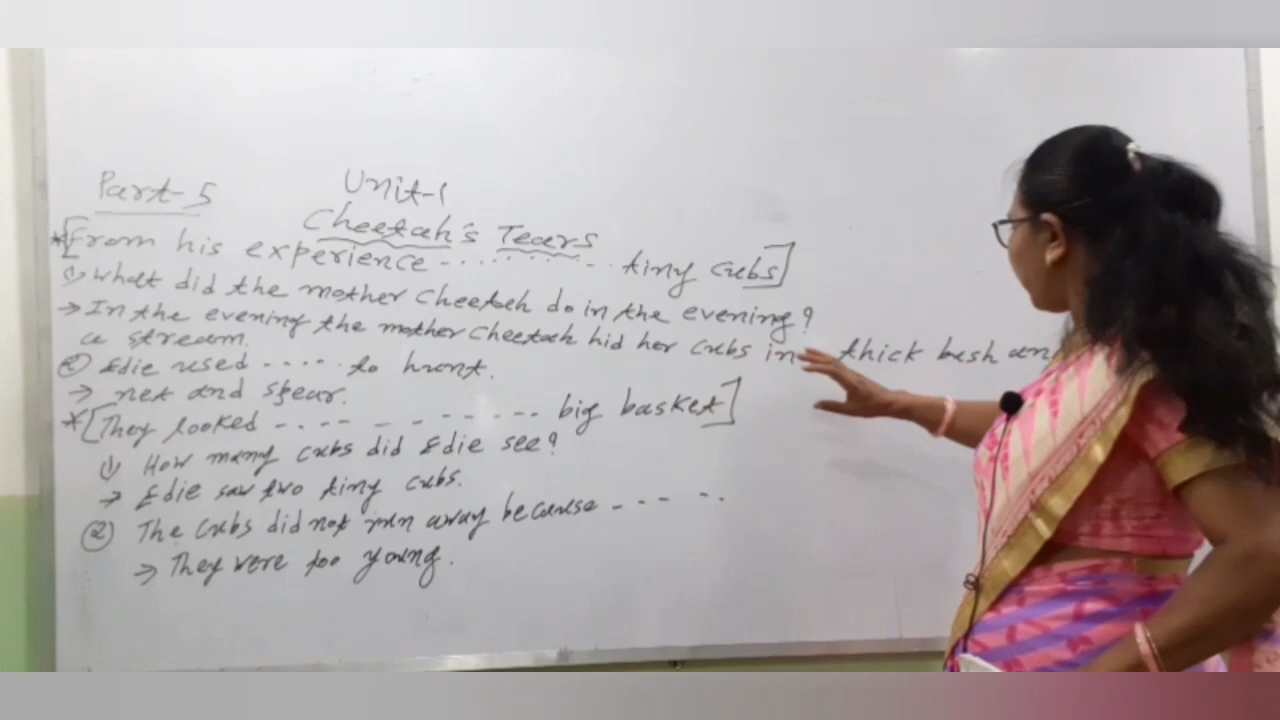 Part-5
Unit-1
Cheetah's Tears
*[From his experience ........ tiny cubs]
1) What did the mother cheetah do in the evening?
→ In the evening the mother cheetah hid her cubs in thick bush an
a stream.
2) Edie used ..... to hunt.
→ net and spear.
*[They looked ---- - - ----- big basket]
1) How many cubs did Edie see?
→ Edie saw two tiny cubs.
2) The cubs did not run away because ---- --
→ They were too young.